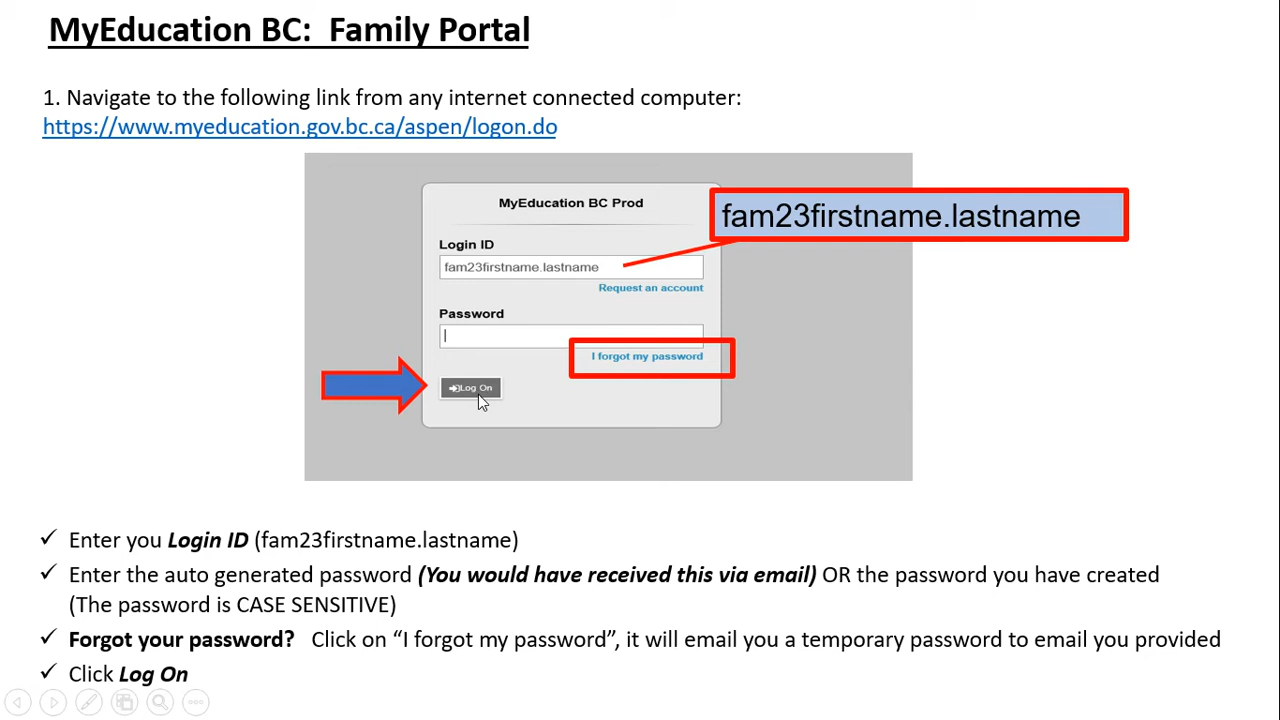 MyEducation BC: Family Portal
1. Navigate to the following link from any internet connected computer:
https://www.myeducation.gov.bc.ca/aspen/logon.do
MyEducation BC Prod
fam23firstname.lastname
Login ID
fam23firstname.lastname
Request an account
Password
I forgot my password
Log On
✓ Enter you Login ID (fam23firstname.lastname)
✓ Enter the auto generated password (You would have received this via email) OR the password you have created
(The password is CASE SENSITIVE)
✓ Forgot your password? Click on “I forgot my password”, it will email you a temporary password to email you provided
✓ Click Log On